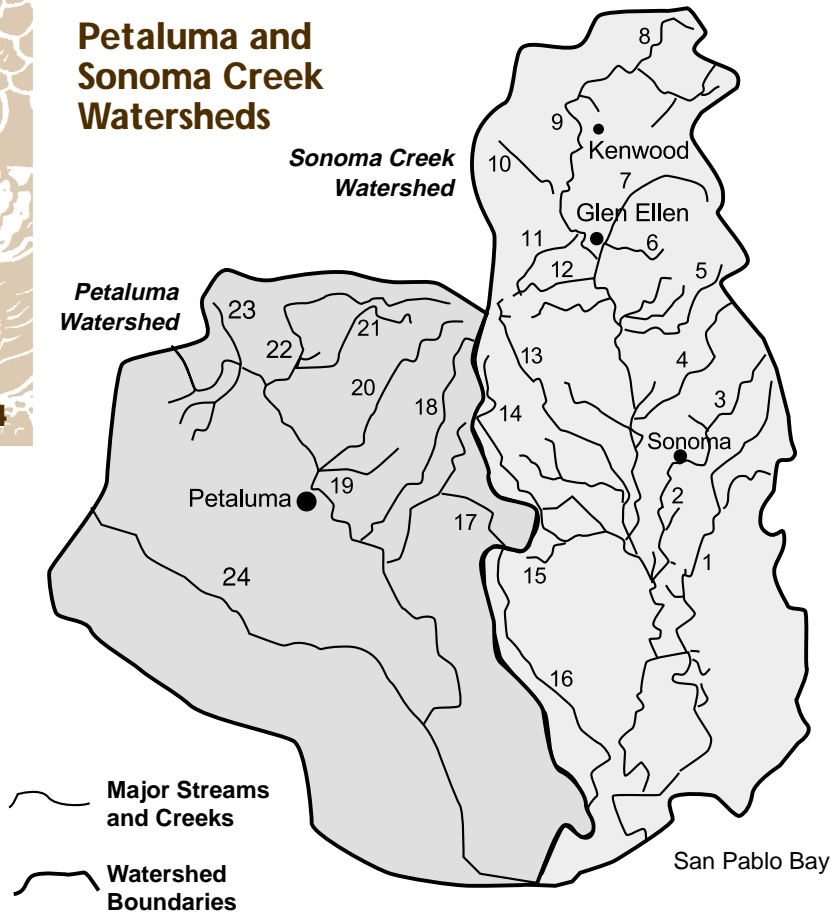 Petaluma and
Sonoma Creek
Watersheds
Sonoma Creek
Watershed
Petaluma
Watershed
8
9
Kenwood
10
7
Glen Ellen
11
6
12
5
23
21
22
13
4
20
18
3
14
Sonoma
19
Petaluma
2
17
1
15
24
16
4
Major Streams
and Creeks
Watershed
Boundaries
San Pablo Bay